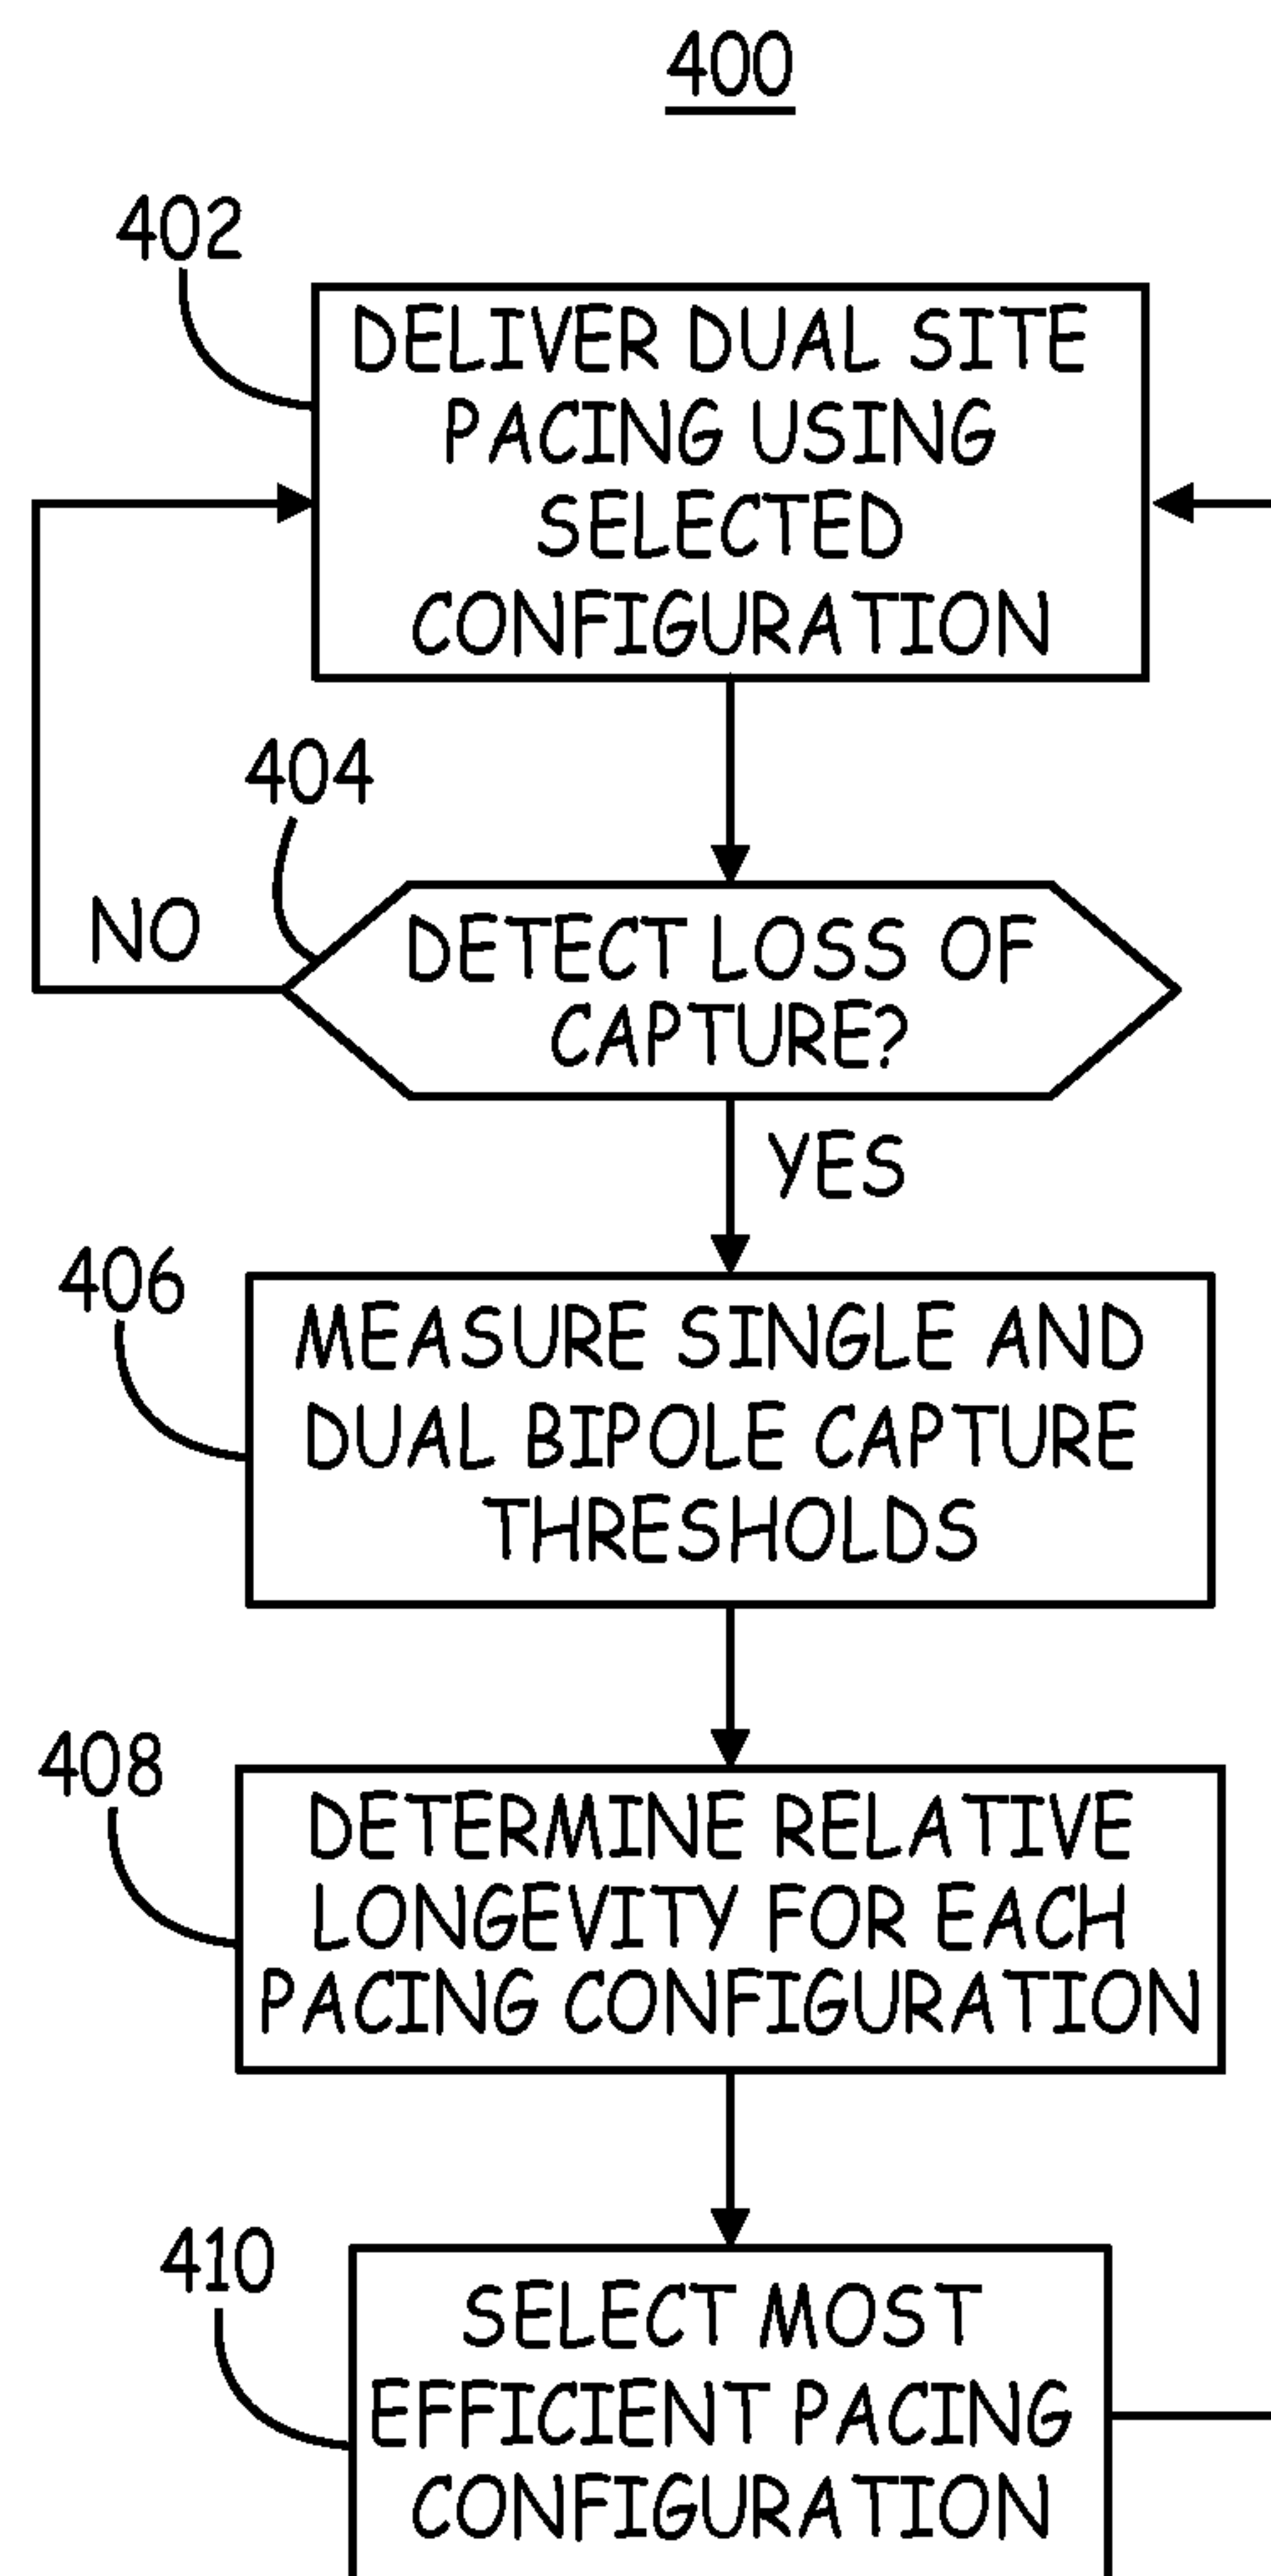 400
402
DELIVER DUAL SITE
PACING USING
SELECTED
CONFIGURATION
404
NO
DETECT LOSS OF
CAPTURE?
YES
406
MEASURE SINGLE AND
DUAL BIPOLE CAPTURE
THRESHOLDS
408
DETERMINE RELATIVE
LONGEVITY FOR EACH
PACING CONFIGURATION
410
SELECT MOST
EFFICIENT PACING
CONFIGURATION